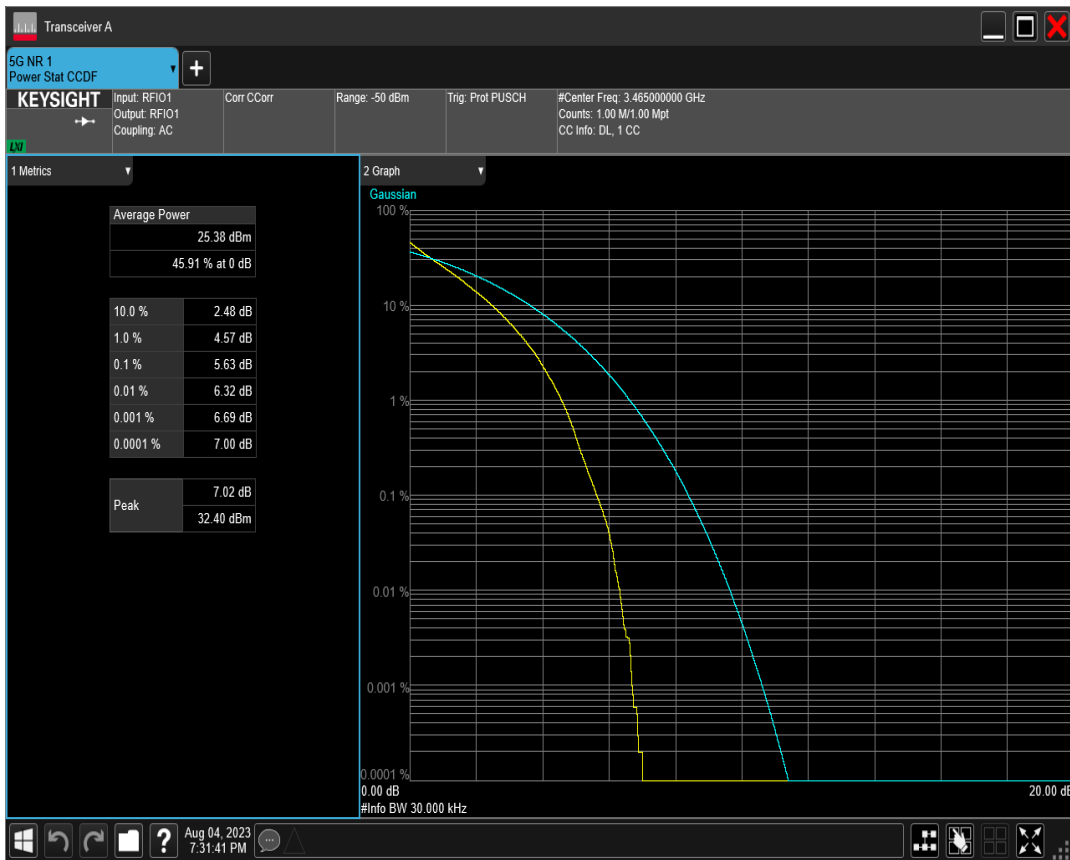 Transceiver A
5G NR 1
Power Stat CCDF
+
KEYSIGHT
LXI
Input: RFIO1
Output: RFIO1
Coupling: AC
Corr CCorr
Range: -50 dBm
Trig: Prot PUSCH
#Center Freq: 3.465000000 GHz
Counts: 1.00 M/1.00 Mpt
CC Info: DL, 1 CC
1 Metrics
Average Power
25.38 dBm
45.91 % at 0 dB
10.0 % 2.48 dB
1.0 % 4.57 dB
0.1 % 5.63 dB
0.01 % 6.32 dB
0.001 % 6.69 dB
0.0001 % 7.00 dB
Peak
7.02 dB
32.40 dBm
2 Graph
Gaussian
100 %
10 %
1 %
0.1 %
0.01 %
0.001 %
0.0001 %
0.00 dB 20.00 dB
#Info BW 30.000 kHz
?
Aug 04, 2023
7:31:41 PM